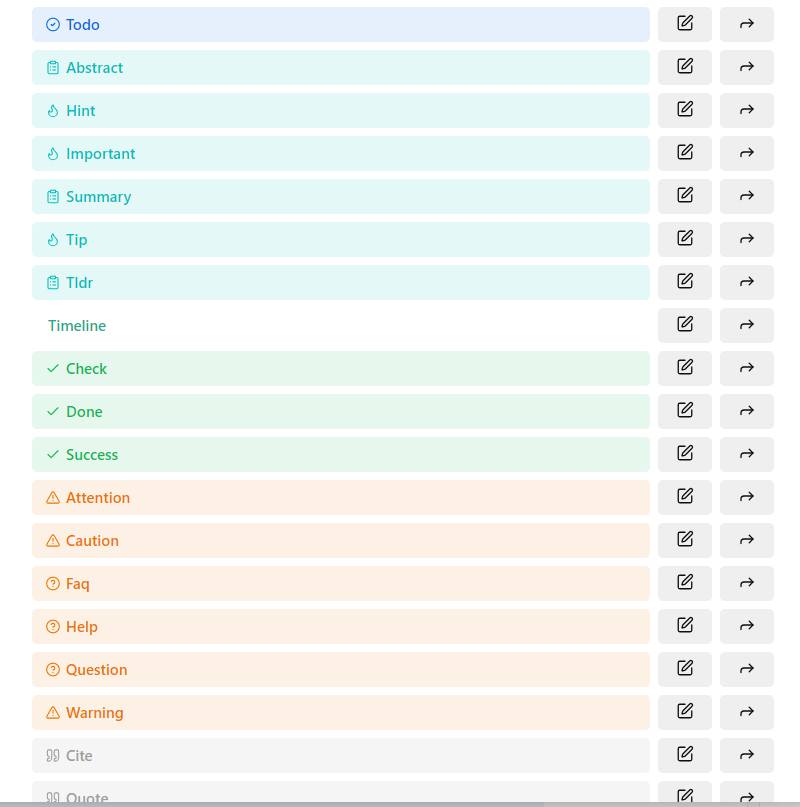 Todo
Abstract
Hint
Important
Summary
Tip
Tldr
Timeline
Check
Done
Success
Attention
Caution
Faq
Help
Question
Warning
Cite
Quote